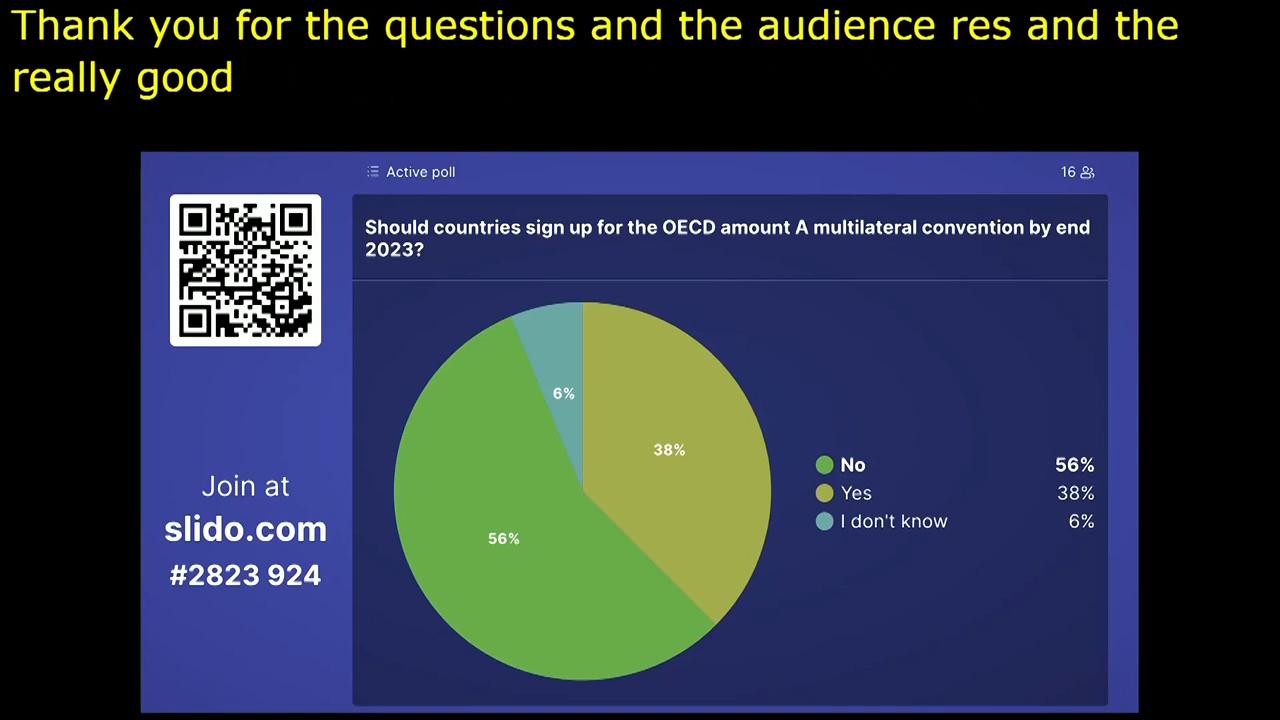 Thank you for the questions and the audience res and the
really good
Active poll
16
Should countries sign up for the OECD amount A multilateral convention by end
2023?
6%
38%
56%
No 56%
Yes 38%
I don't know 6%
Join at
slido.com
#2823 924